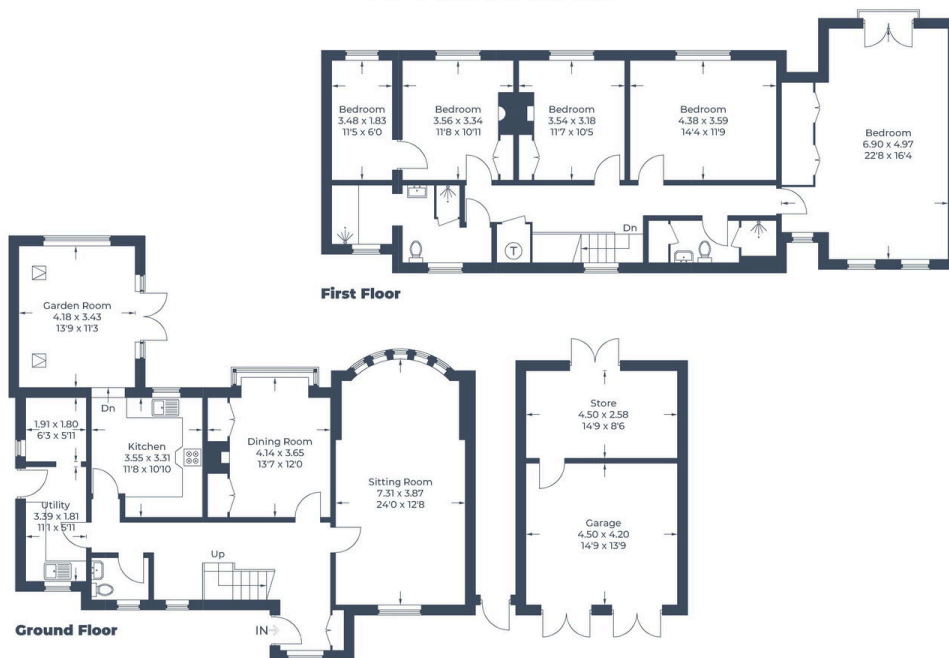 Bedroom
3.48 x 1.83
11'5 x 6'0
Bedroom
3.56 x 3.34
11'8 x 10'11
Bedroom
3.54 x 3.18
11'7 x 10'5
Bedroom
4.38 x 3.59
14'4 x 11'9
Bedroom
6.90 x 4.97
22'8 x 16'4
Dn
T
First Floor
Garden Room
4.18 x 3.43
13'9 x 11'3
Dn
1.91 x 1.80
6'3 x 5'11
Kitchen
3.55 x 3.31
11'8 x 10'10
Dining Room
4.14 x 3.65
13'7 x 12'0
Sitting Room
7.31 x 3.87
24'0 x 12'8
Store
4.50 x 2.58
14'9 x 8'6
Utility
3.39 x 1.81
11'1 x 5'11
Garage
4.50 x 4.20
14'9 x 13'9
Up
IN
Ground Floor